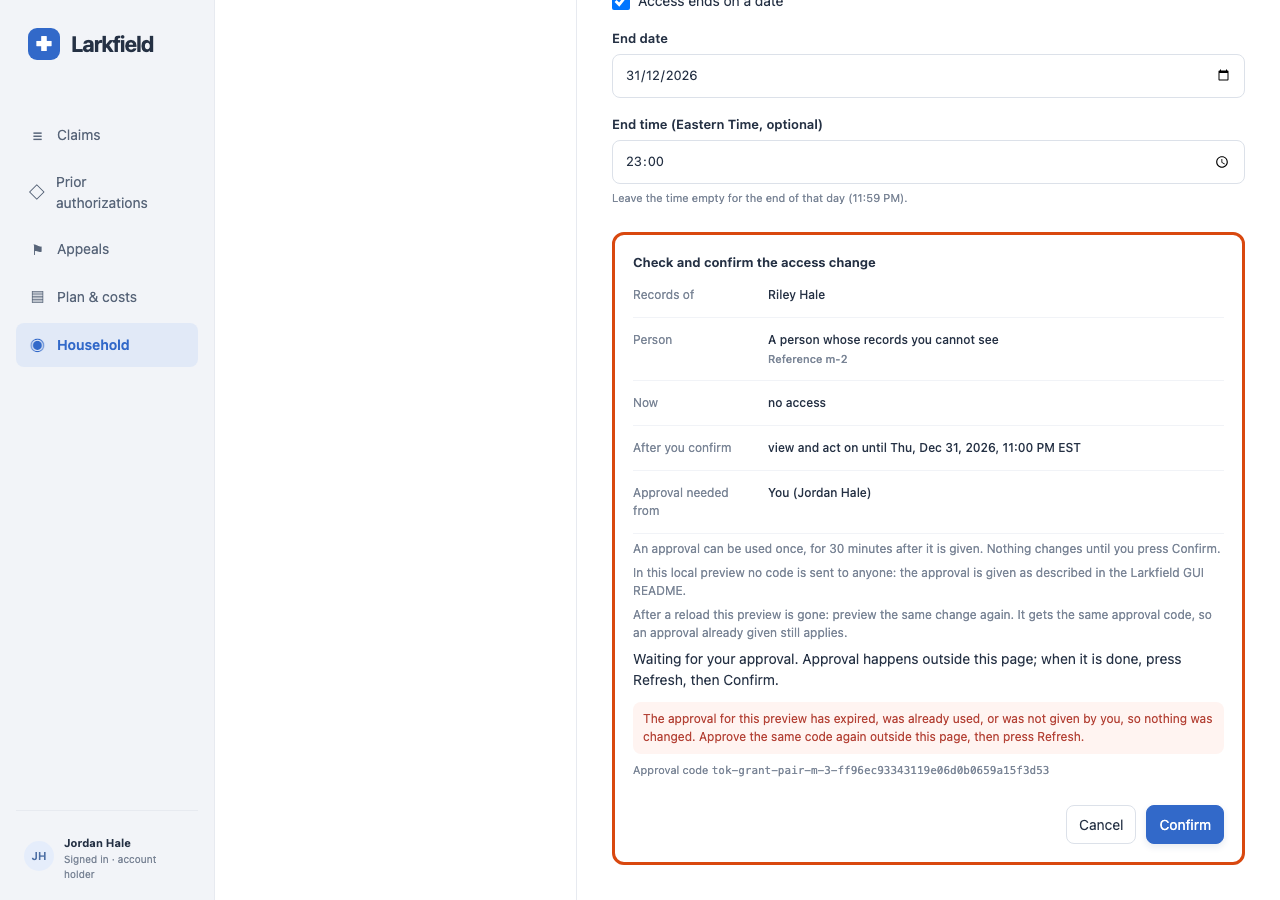 Larkfield
Claims
Prior
authorizations
Appeals
Plan & costs
Household
JH
Jordan Hale
Signed in · account
holder
Access ends on a date
End date
31/12/2026
End time (Eastern Time, optional)
23:00
Leave the time empty for the end of that day (11:59 PM).
Check and confirm the access change
Records of
Riley Hale
Person
A person whose records you cannot see
Reference m-2
Now
no access
After you confirm
view and act on until Thu, Dec 31, 2026, 11:00 PM EST
Approval needed
from
You (Jordan Hale)
An approval can be used once, for 30 minutes after it is given. Nothing changes until you press Confirm.
In this local preview no code is sent to anyone: the approval is given as described in the Larkfield GUI
README.
After a reload this preview is gone: preview the same change again. It gets the same approval code, so
an approval already given still applies.
Waiting for your approval. Approval happens outside this page; when it is done, press
Refresh, then Confirm.
The approval for this preview has expired, was already used, or was not given by you, so nothing was
changed. Approve the same code again outside this page, then press Refresh.
Approval code tok-grant-pair-m-3-ff96ec93343119e06d0b0659a15f3d53
Cancel
Confirm